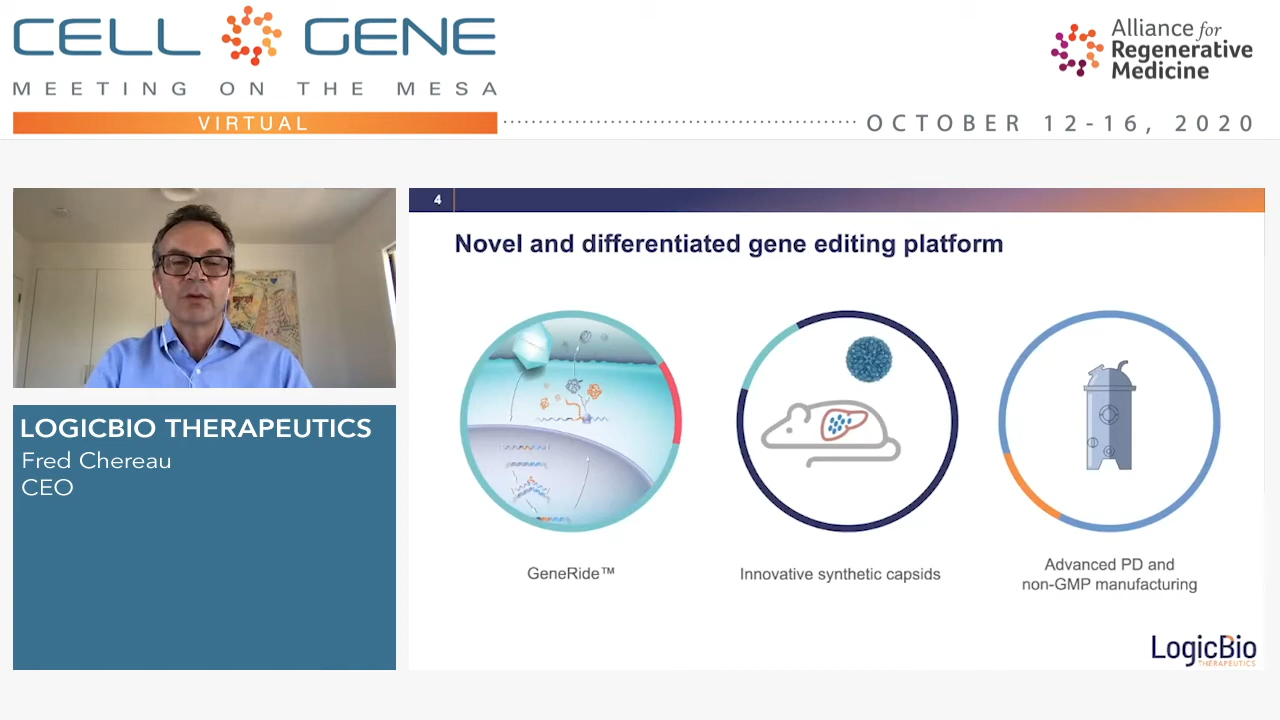 CELL GENE
MEETING ON THE MESA
VIRTUAL
Alliance for
Regenerative
Medicine
OCTOBER 12-16, 2020
4
Novel and differentiated gene editing platform
GeneRide™
Innovative synthetic capsids
Advanced PD and
non-GMP manufacturing
LogicBio
THERAPEUTICS
LOGICBIO THERAPEUTICS
Fred Chereau
CEO